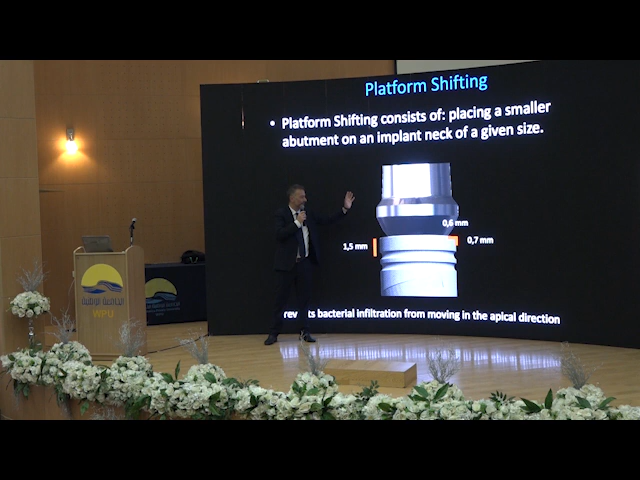 Platform Shifting
• Platform Shifting consists of: placing a smaller
abutment on an implant neck of a given size.
0,6 mm
1,5 mm
0,7 mm
bacterial infiltration from moving in the apical direction
WPU